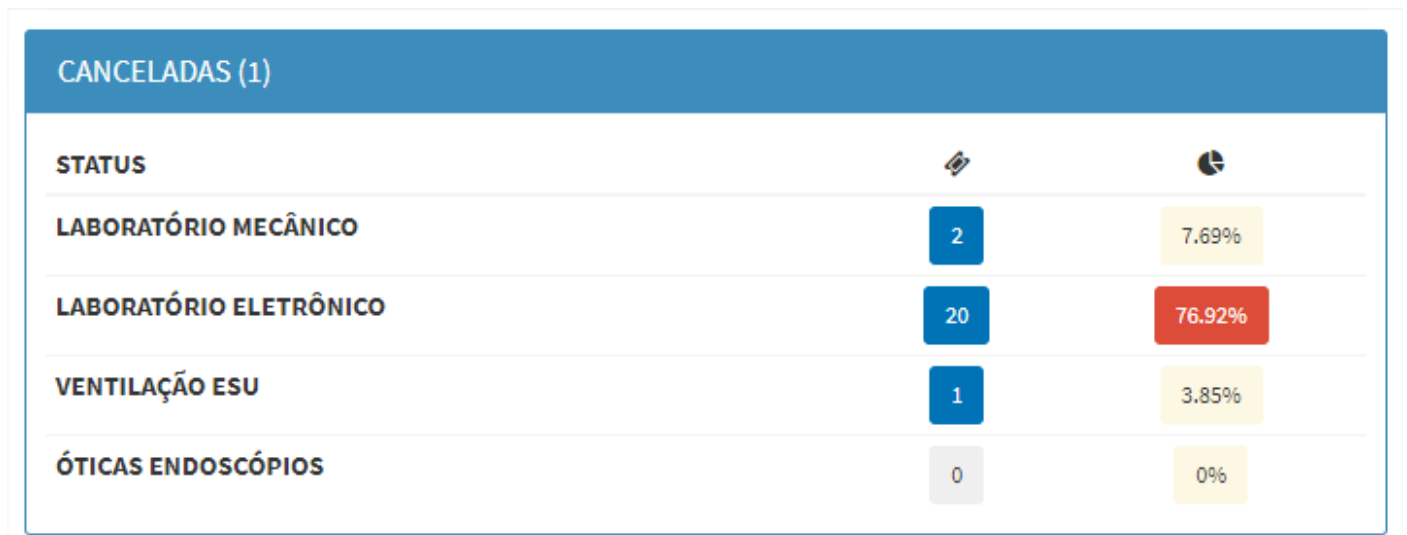 CANCELADAS (1)
STATUS
LABORATÓRIO MECÂNICO 2 7.69%
LABORATÓRIO ELETRÔNICO 20 76.92%
VENTILAÇÃO ESU 1 3.85%
ÓTICAS ENDOSCÓPIOS 0 0%